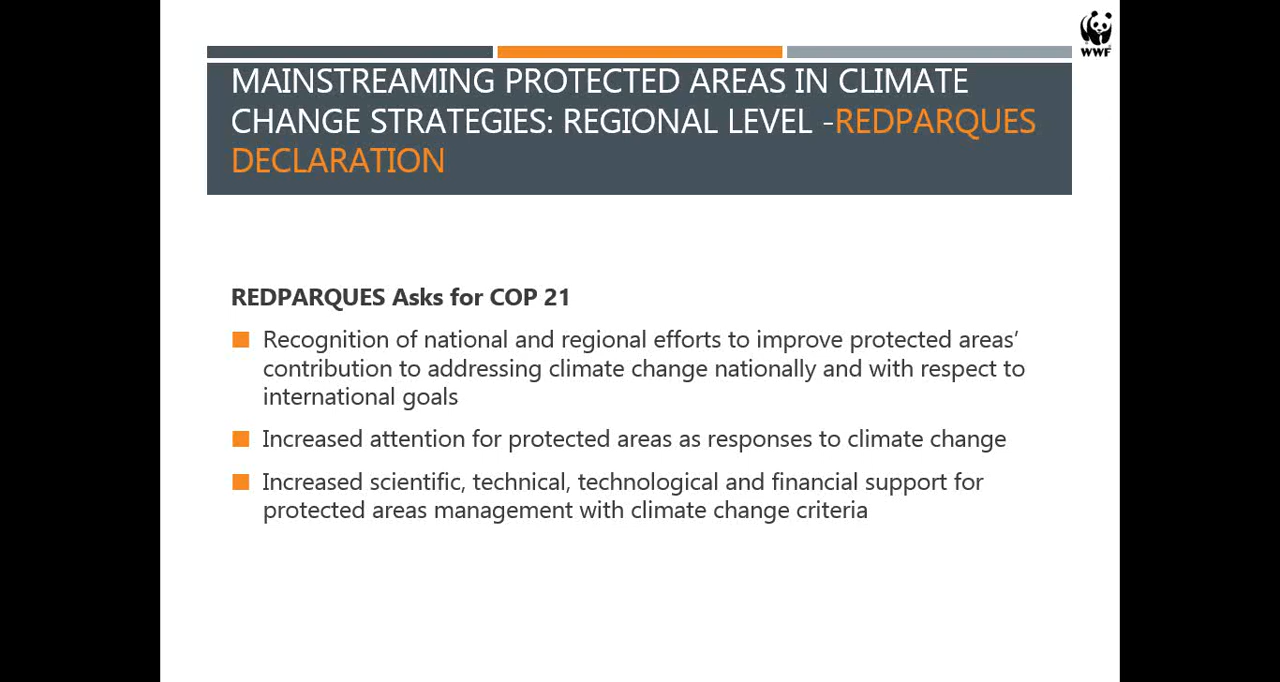 WWF
MAINSTREAMING PROTECTED AREAS IN CLIMATE
CHANGE STRATEGIES: REGIONAL LEVEL -REDPARQUES
DECLARATION
REDPARQUES Asks for COP 21
Recognition of national and regional efforts to improve protected areas’
contribution to addressing climate change nationally and with respect to
international goals
Increased attention for protected areas as responses to climate change
Increased scientific, technical, technological and financial support for
protected areas management with climate change criteria